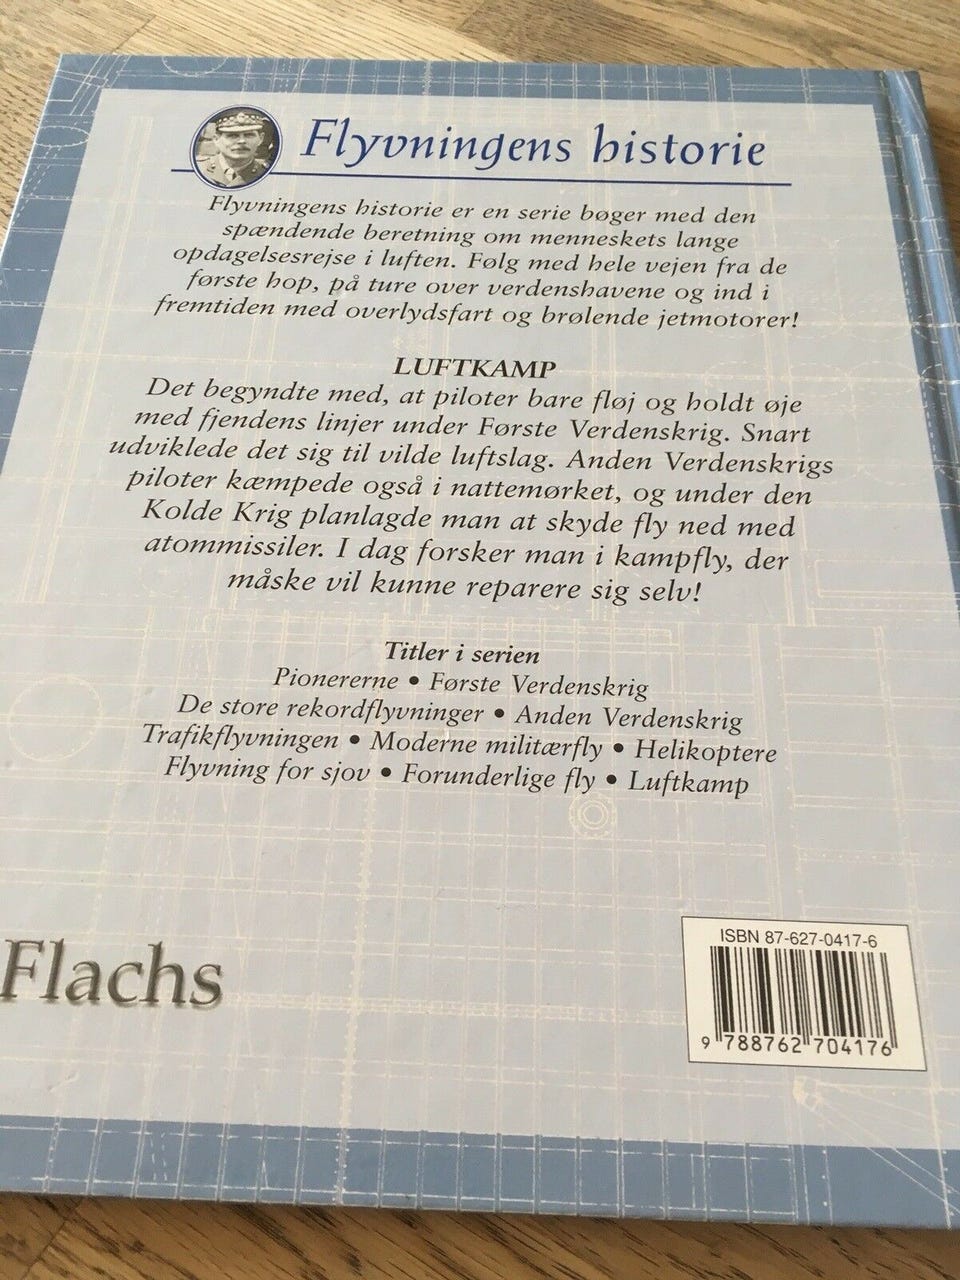 Flyvningens historie
Flyvningens historie er en serie bøger med den
spændende beretning om menneskets lange
opdagelsesrejse i luften. Følg med hele vejen fra de
første hop, på ture over verdenshavene og ind i
fremtiden med overlydsfart og brølende jetmotorer!
LUFTKAMP
Det begyndte med, at piloter bare fløj og holdt øje
med fjendens linjer under Første Verdenskrig. Snart
udviklede det sig til vilde luftslag. Anden Verdenskrigs
piloter kæmpede også i nattemørket, og under den
Kolde Krig planlagde man at skyde fly ned med
atommissiler. I dag forsker man i kampfly, der
måske vil kunne reparere sig selv!
Titler i serien
Pionererne • Første Verdenskrig
De store rekordflyvninger • Anden Verdenskrig
Trafikflyvningen • Moderne militærfly • Helikoptere
Flyvning for sjov • Forunderlige fly • Luftkamp
Flachs
ISBN 87-627-0417-6
9 788762 704176